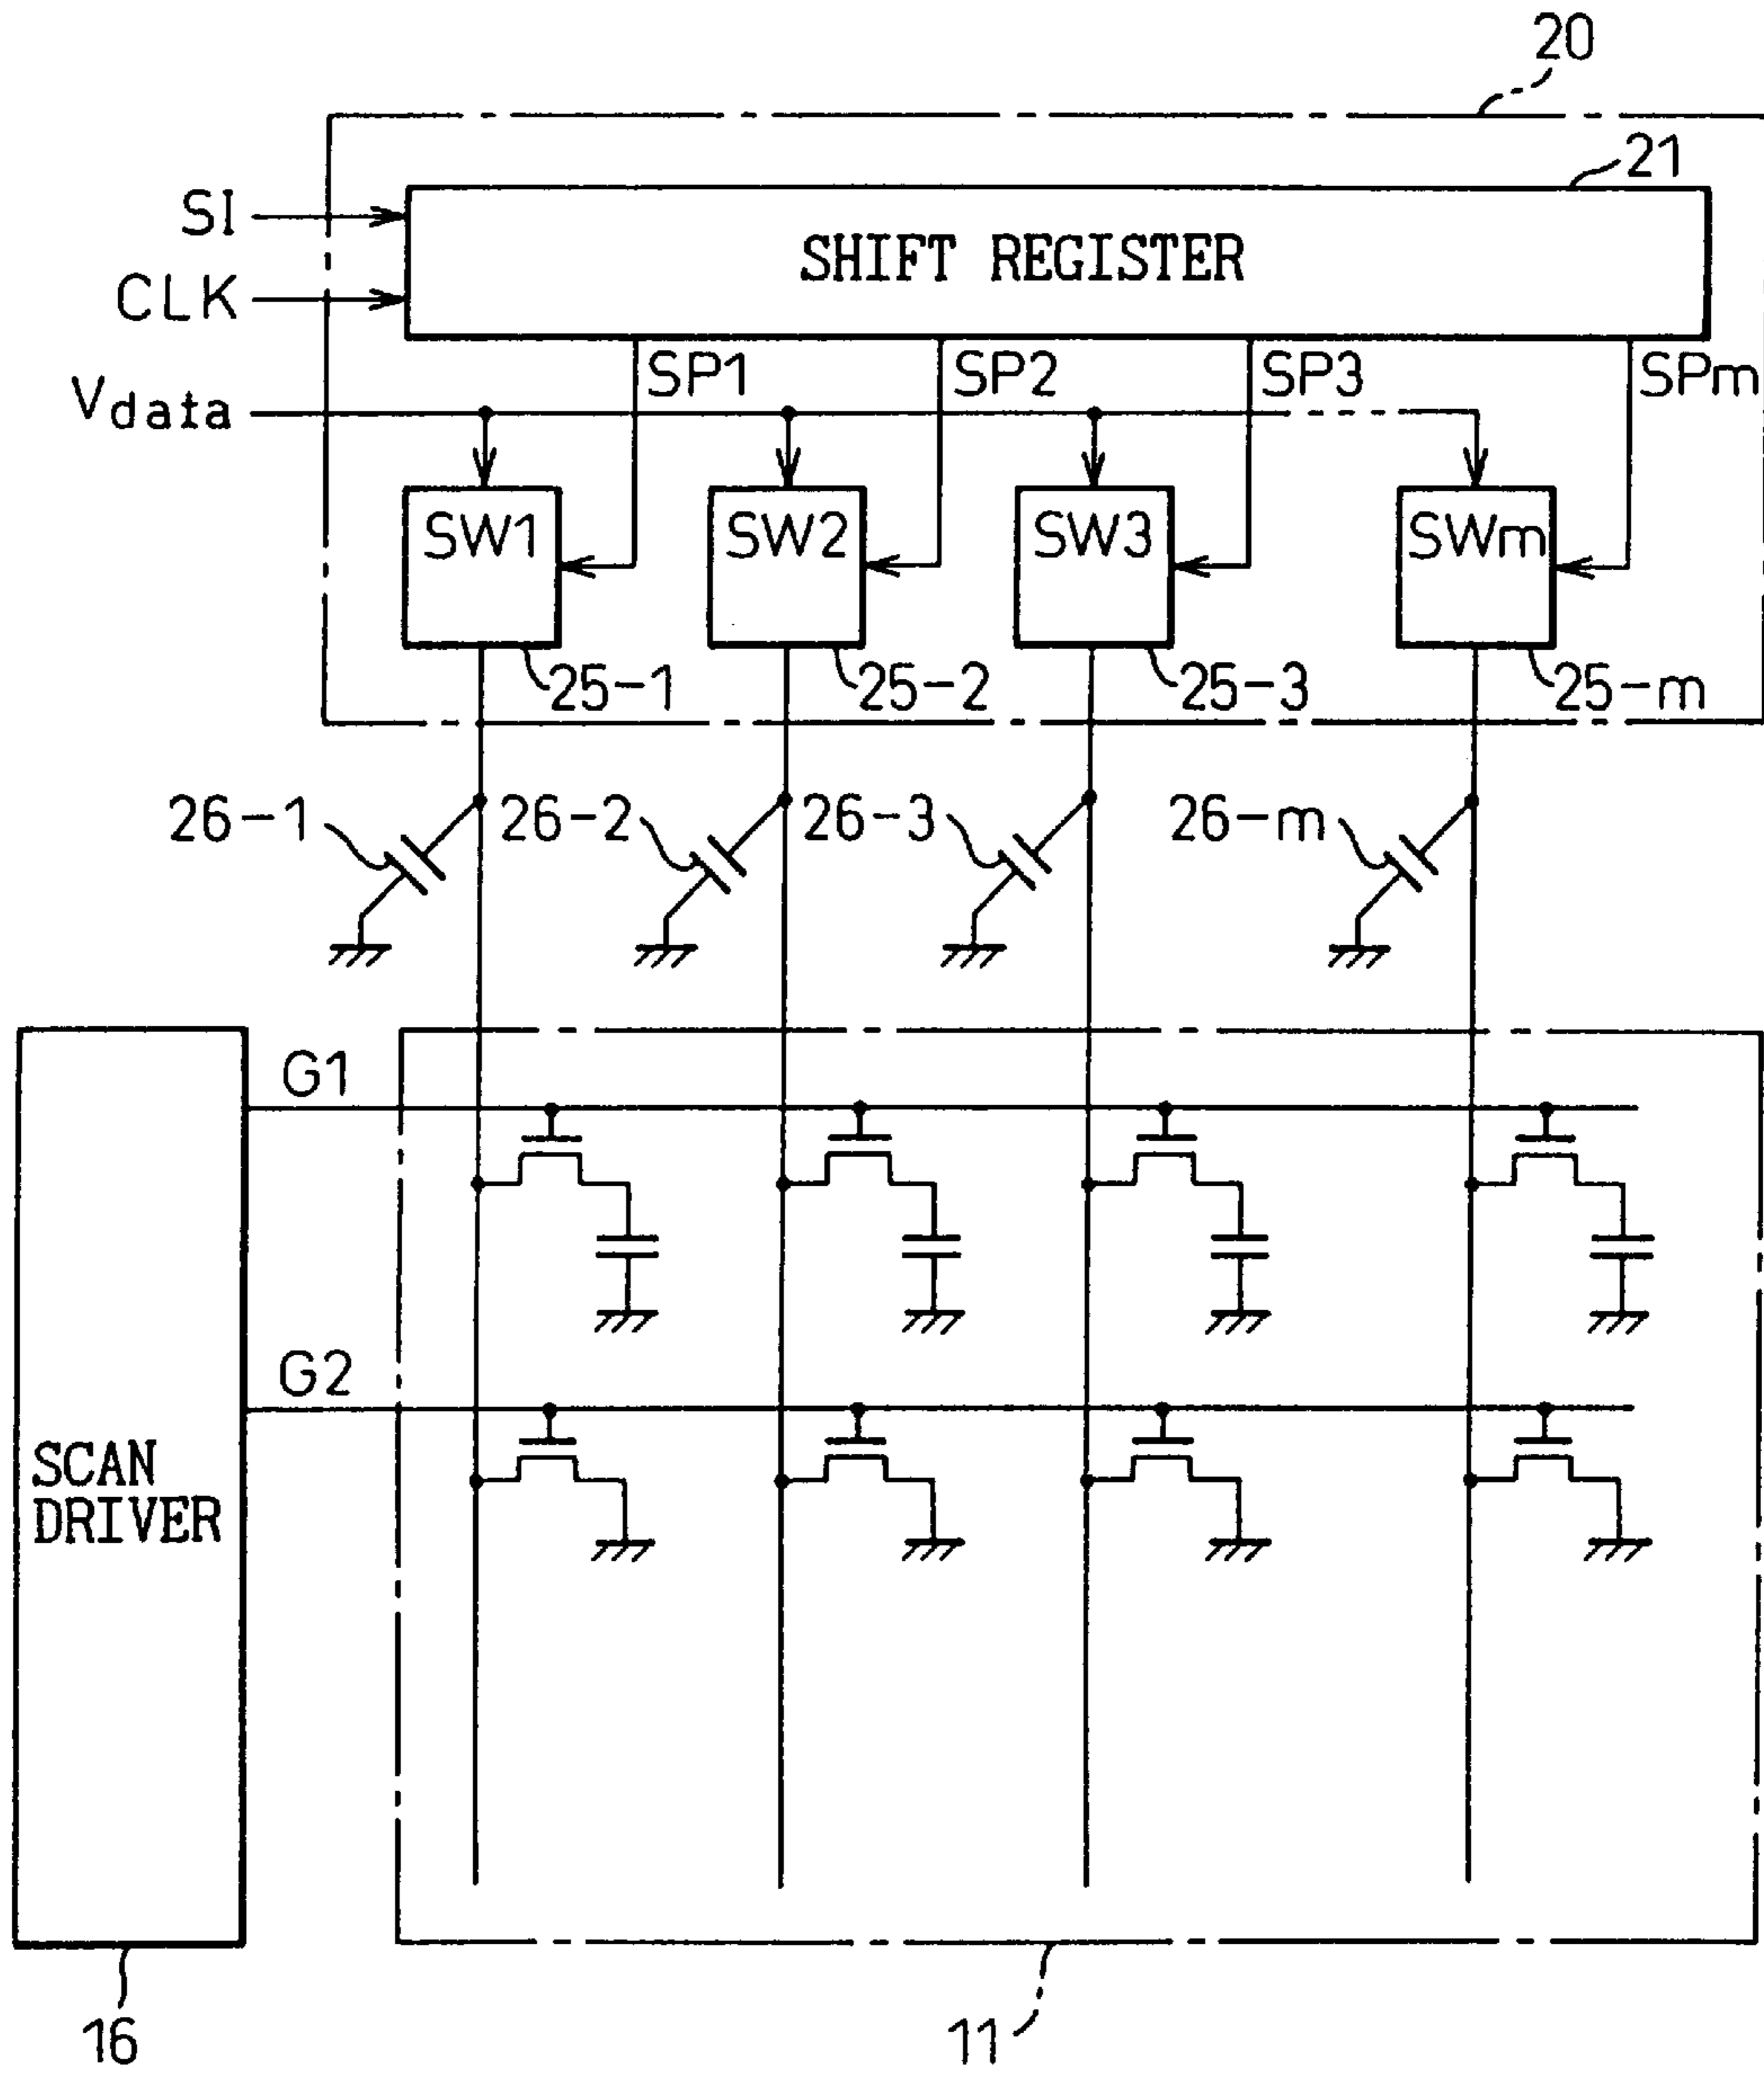 20
21
SI
SHIFT REGISTER
CLK
SP1 SP2 SP3 SPm
Vdata
SW1 SW2 SW3 SWm
25-1 25-2 25-3 25-m
26-1 26-2 26-3 26-m
G1
G2
SCAN
DRIVER
16 11